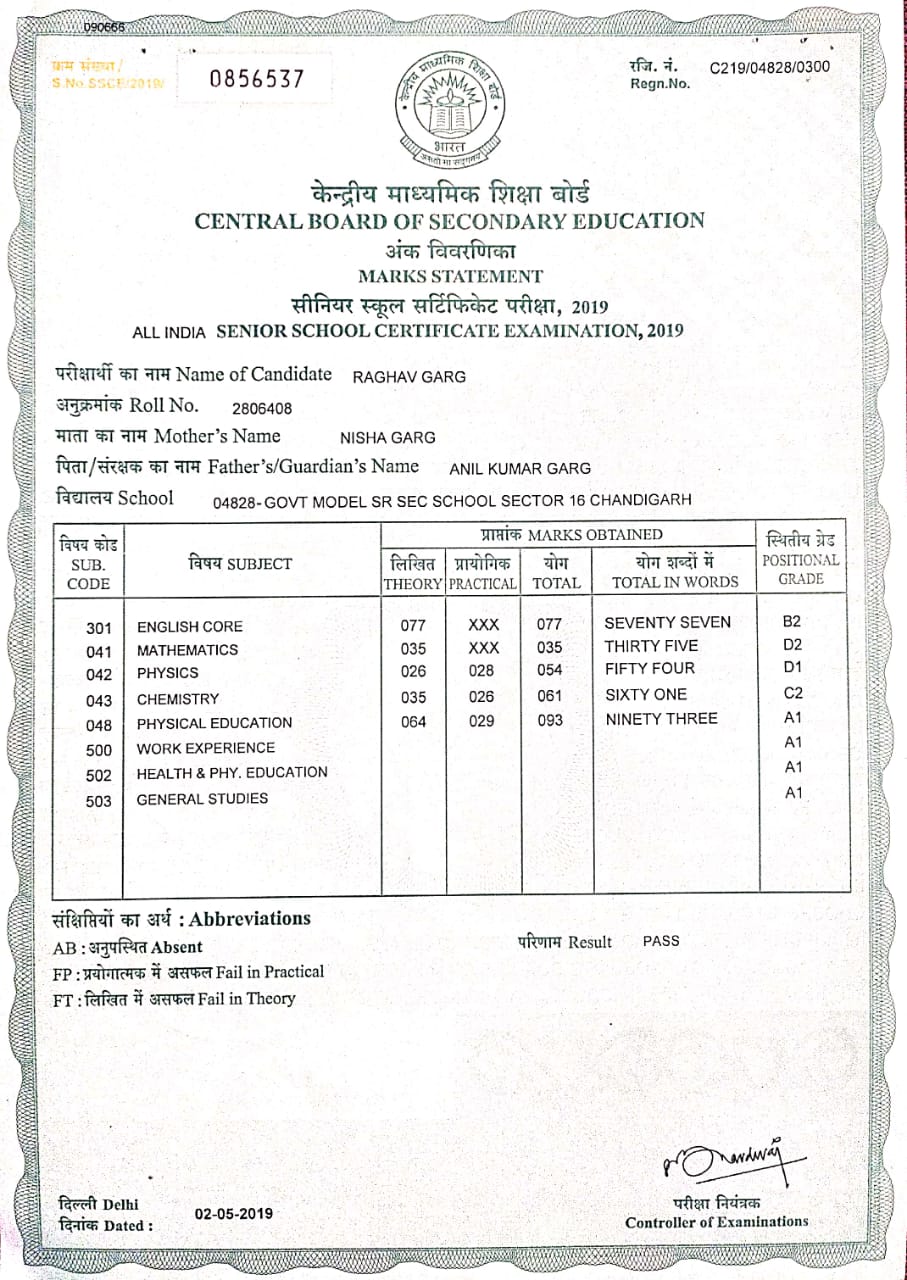 090666
क्रम संख्या /
S.No.SSCE/2019/
0856537
रजि. नं.
Regn.No.
C219/04828/0300
केन्द्रीय माध्यमिक शिक्षा बोर्ड
भारत
असतो मा सद्गमय
केन्द्रीय माध्यमिक शिक्षा बोर्ड
CENTRAL BOARD OF SECONDARY EDUCATION
अंक विवरणिका
MARKS STATEMENT
सीनियर स्कूल सर्टिफिकेट परीक्षा, 2019
ALL INDIA SENIOR SCHOOL CERTIFICATE EXAMINATION, 2019
परीक्षार्थी का नाम Name of Candidate RAGHAV GARG
अनुक्रमांक Roll No. 2806408
माता का नाम Mother's Name NISHA GARG
पिता/संरक्षक का नाम Father's/Guardian's Name ANIL KUMAR GARG
विद्यालय School 04828-GOVT MODEL SR SEC SCHOOL SECTOR 16 CHANDIGARH
विषय कोड SUB. CODE
विषय SUBJECT
प्राप्तांक MARKS OBTAINED
लिखित THEORY
प्रायोगिक PRACTICAL
योग TOTAL
योग शब्दों में TOTAL IN WORDS
स्थितीय ग्रेड POSITIONAL GRADE
301 ENGLISH CORE 077 XXX 077 SEVENTY SEVEN B2
041 MATHEMATICS 035 XXX 035 THIRTY FIVE D2
042 PHYSICS 026 028 054 FIFTY FOUR D1
043 CHEMISTRY 035 026 061 SIXTY ONE C2
048 PHYSICAL EDUCATION 064 029 093 NINETY THREE A1
500 WORK EXPERIENCE A1
502 HEALTH & PHY. EDUCATION A1
503 GENERAL STUDIES A1
संक्षिप्तियों का अर्थ : Abbreviations
AB : अनुपस्थित Absent
परिणाम Result PASS
FP : प्रयोगात्मक में असफल Fail in Practical
FT : लिखित में असफल Fail in Theory
दिल्ली Delhi
दिनांक Dated : 02-05-2019
परीक्षा नियंत्रक
Controller of Examinations